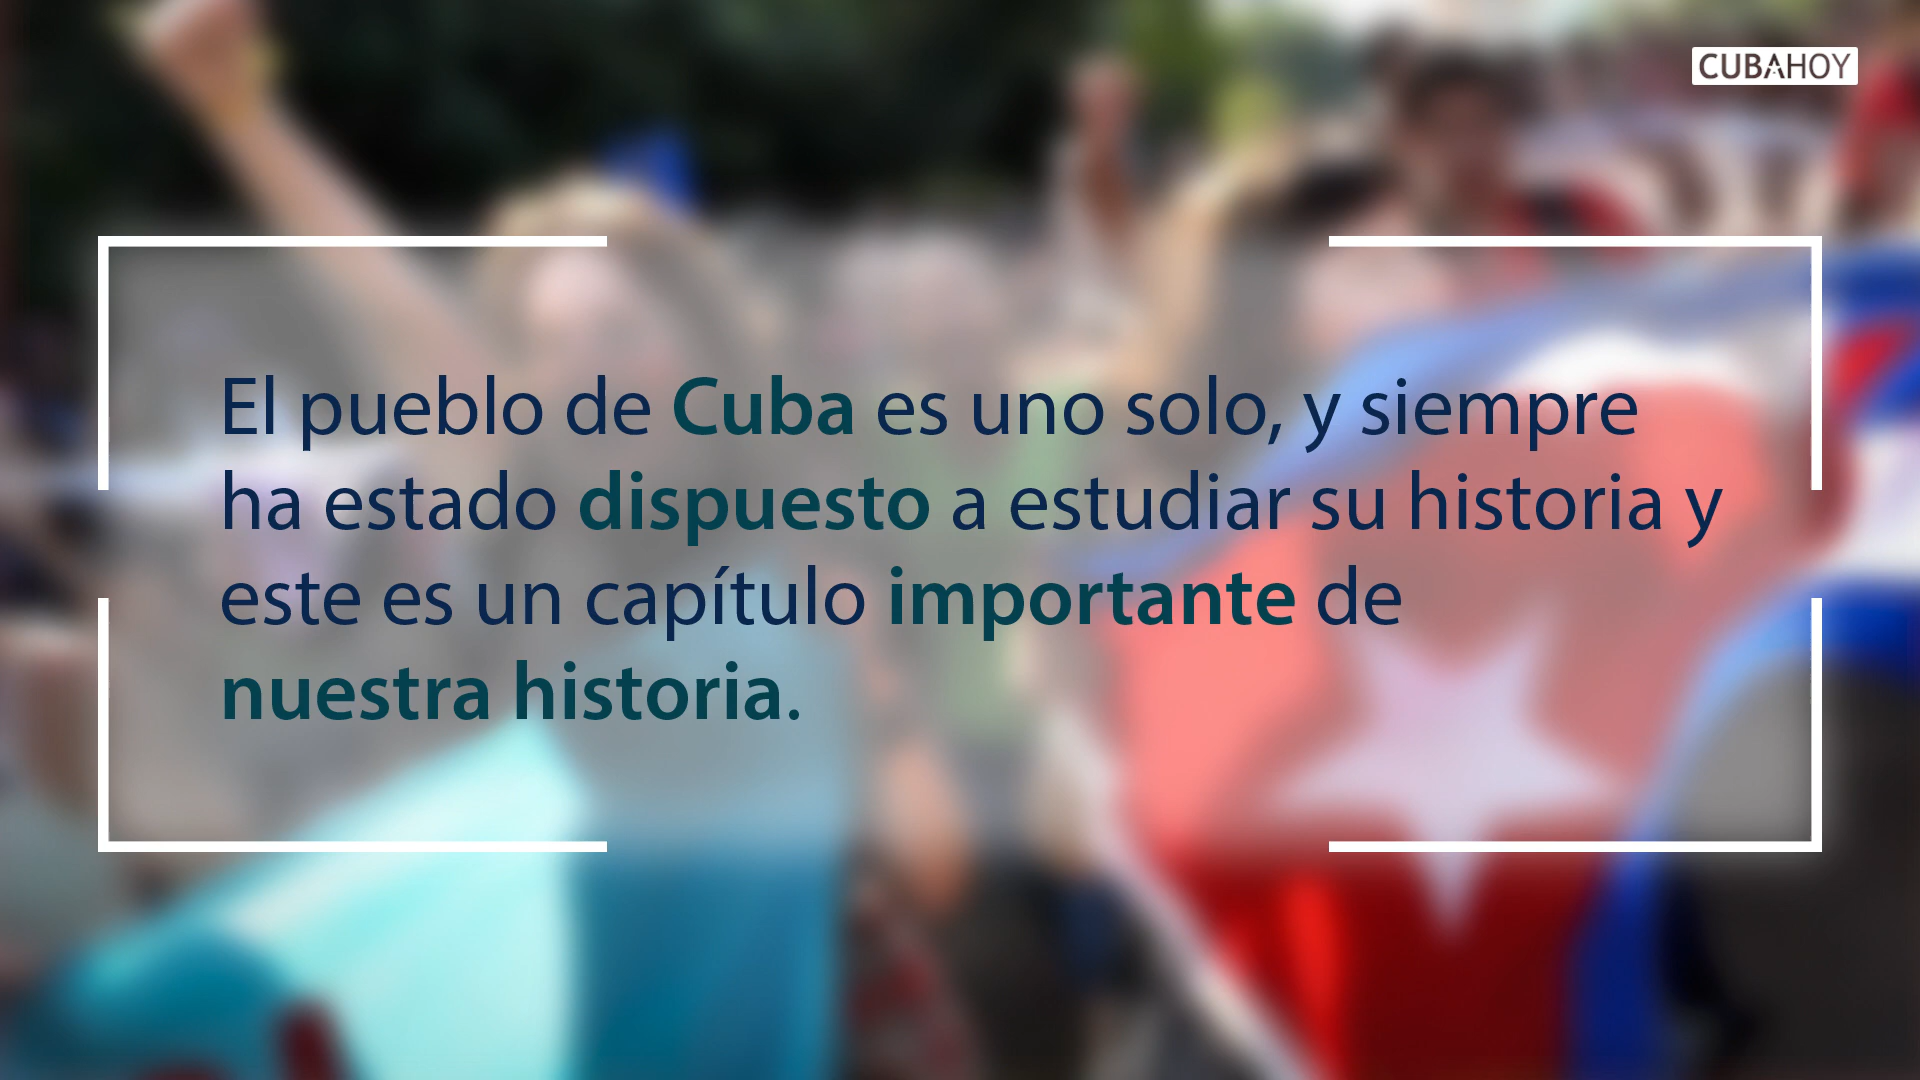 CUBAHOY
El pueblo de Cuba es uno solo, y siempre
ha estado dispuesto a estudiar su historia y
este es un capítulo importante de
nuestra historia.